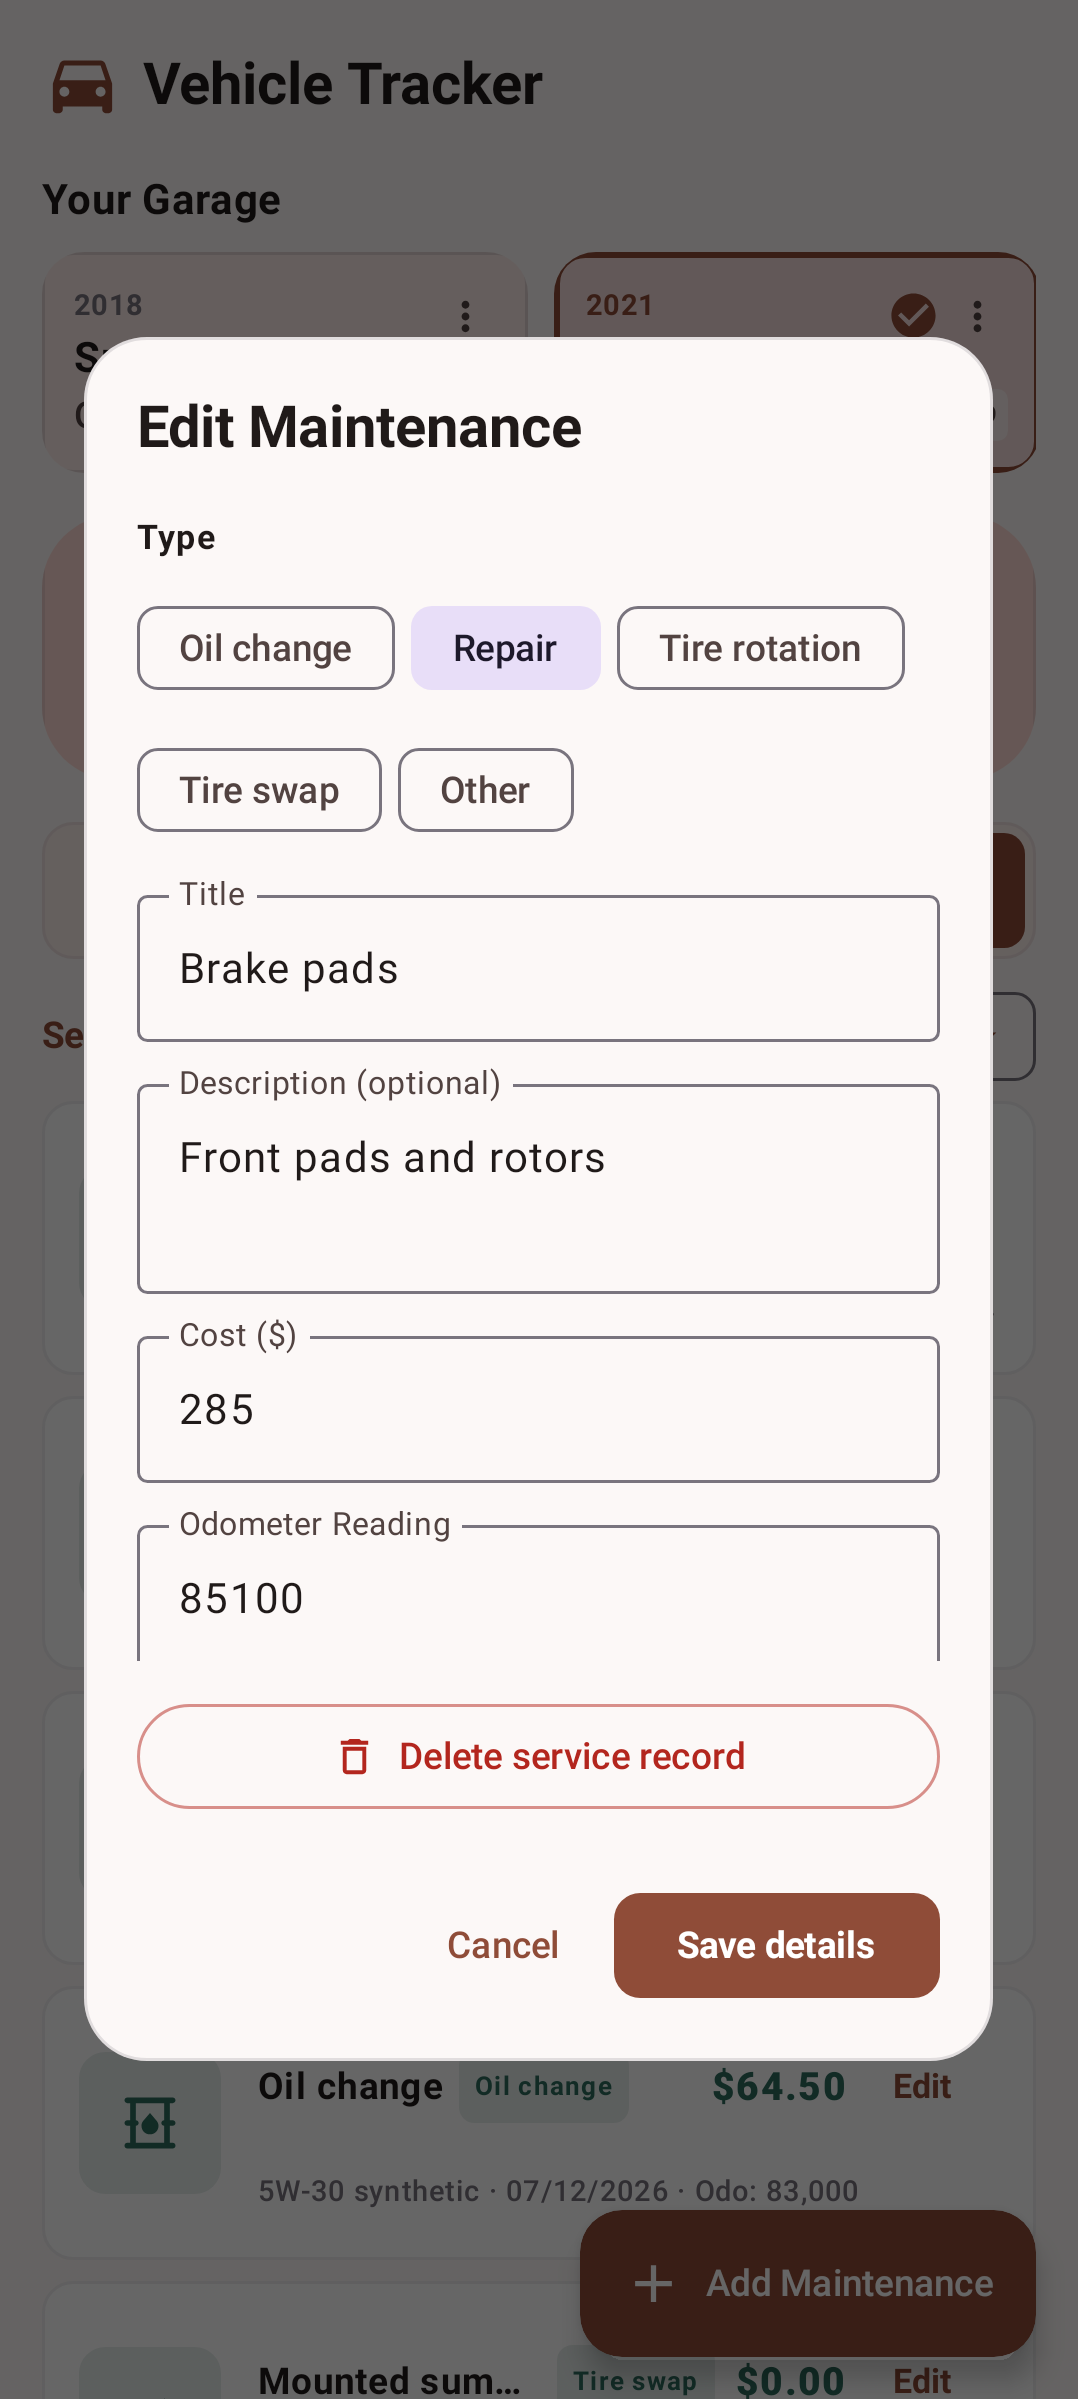 Vehicle Tracker
Your Garage
2018
2021
Edit Maintenance
Type
Oil change
Repair
Tire rotation
Tire swap
Other
Title
Brake pads
Description (optional)
Front pads and rotors
Cost ($)
285
Odometer Reading
85100
Delete service record
Cancel
Save details
Oil change Oil change $64.50 Edit
5W-30 synthetic · 07/12/2026 · Odo: 83,000
Add Maintenance
Mounted sum… Tire swap $0.00 Edit